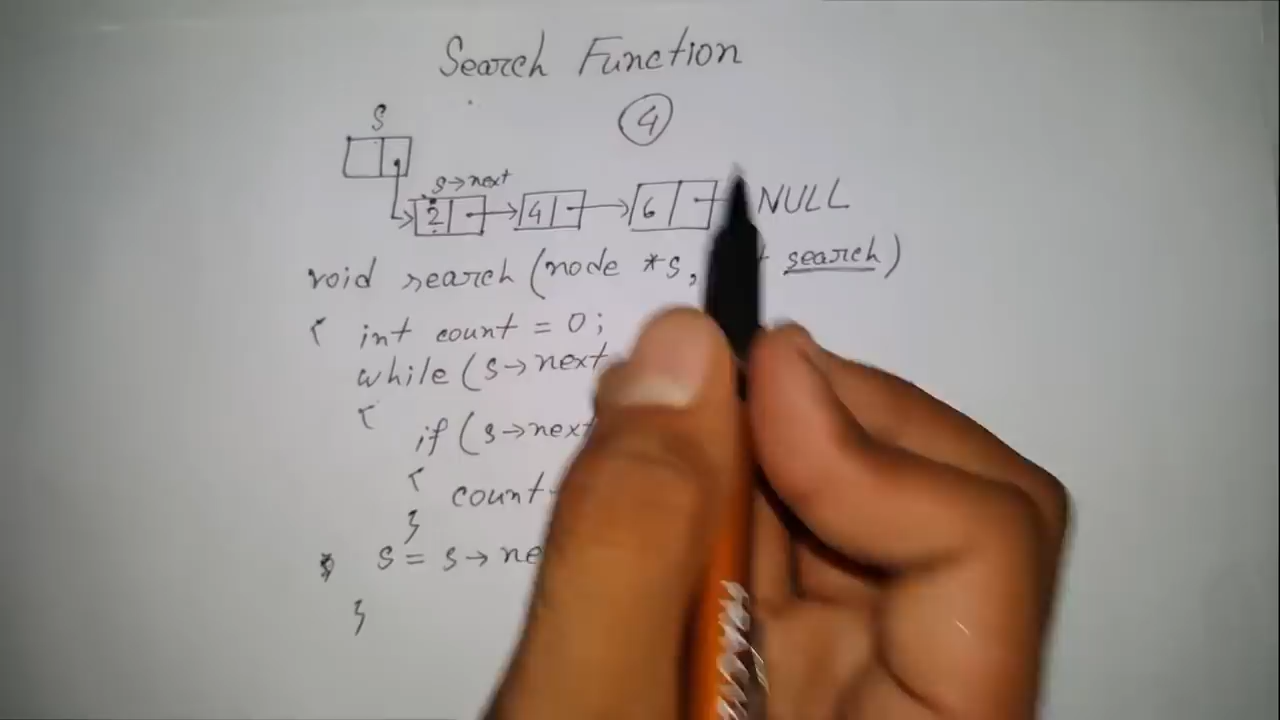 Search Function
4
S
s→next
2 4 6 NULL
void search (node *s, search)
{ int count = 0;
while (s→next
{
if (s→next
{
count
}
s = s→ne
}